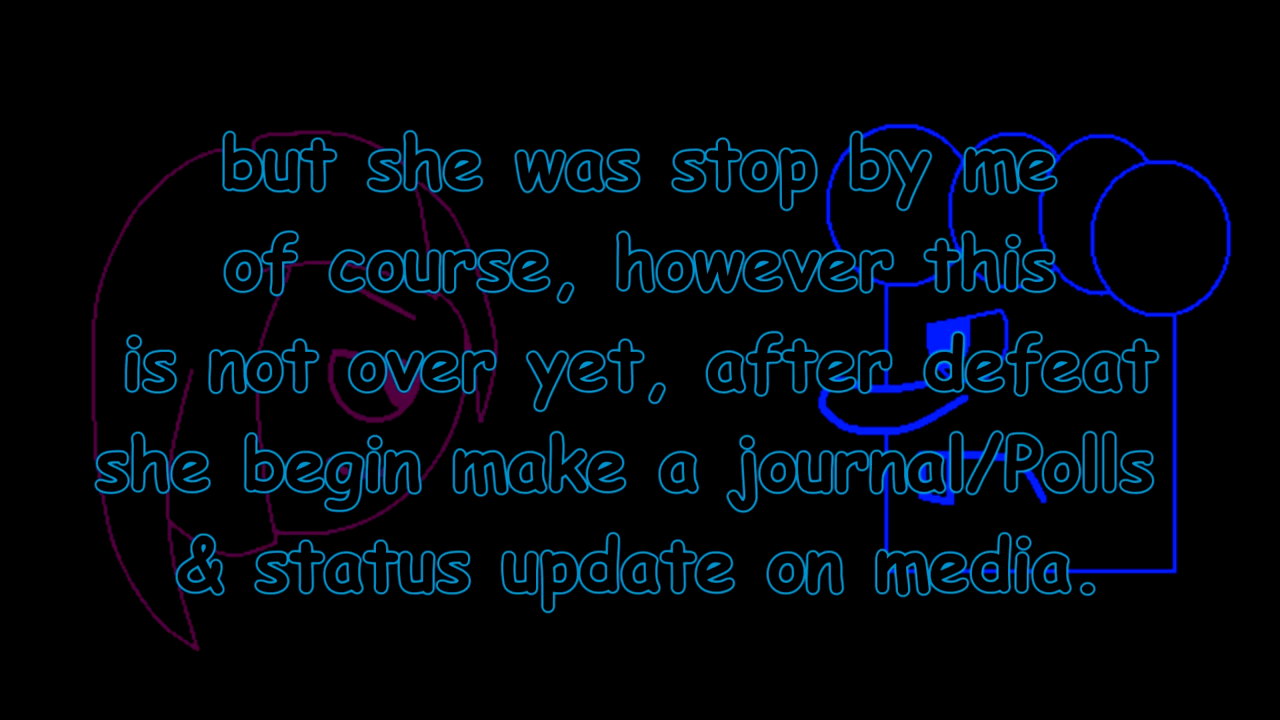 but she was stop by me
of course, however this
is not over yet, after defeat
she begin make a journal/Rolls
& status update on media.